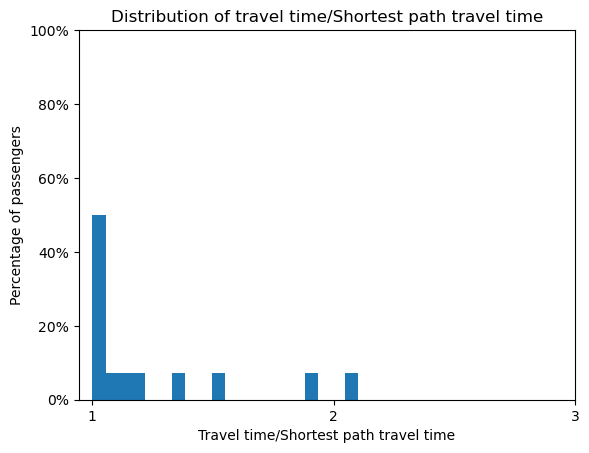 Distribution of travel time/Shortest path travel time
100%
80%
60%
40%
20%
0%
Percentage of passengers
1 2 3
Travel time/Shortest path travel time